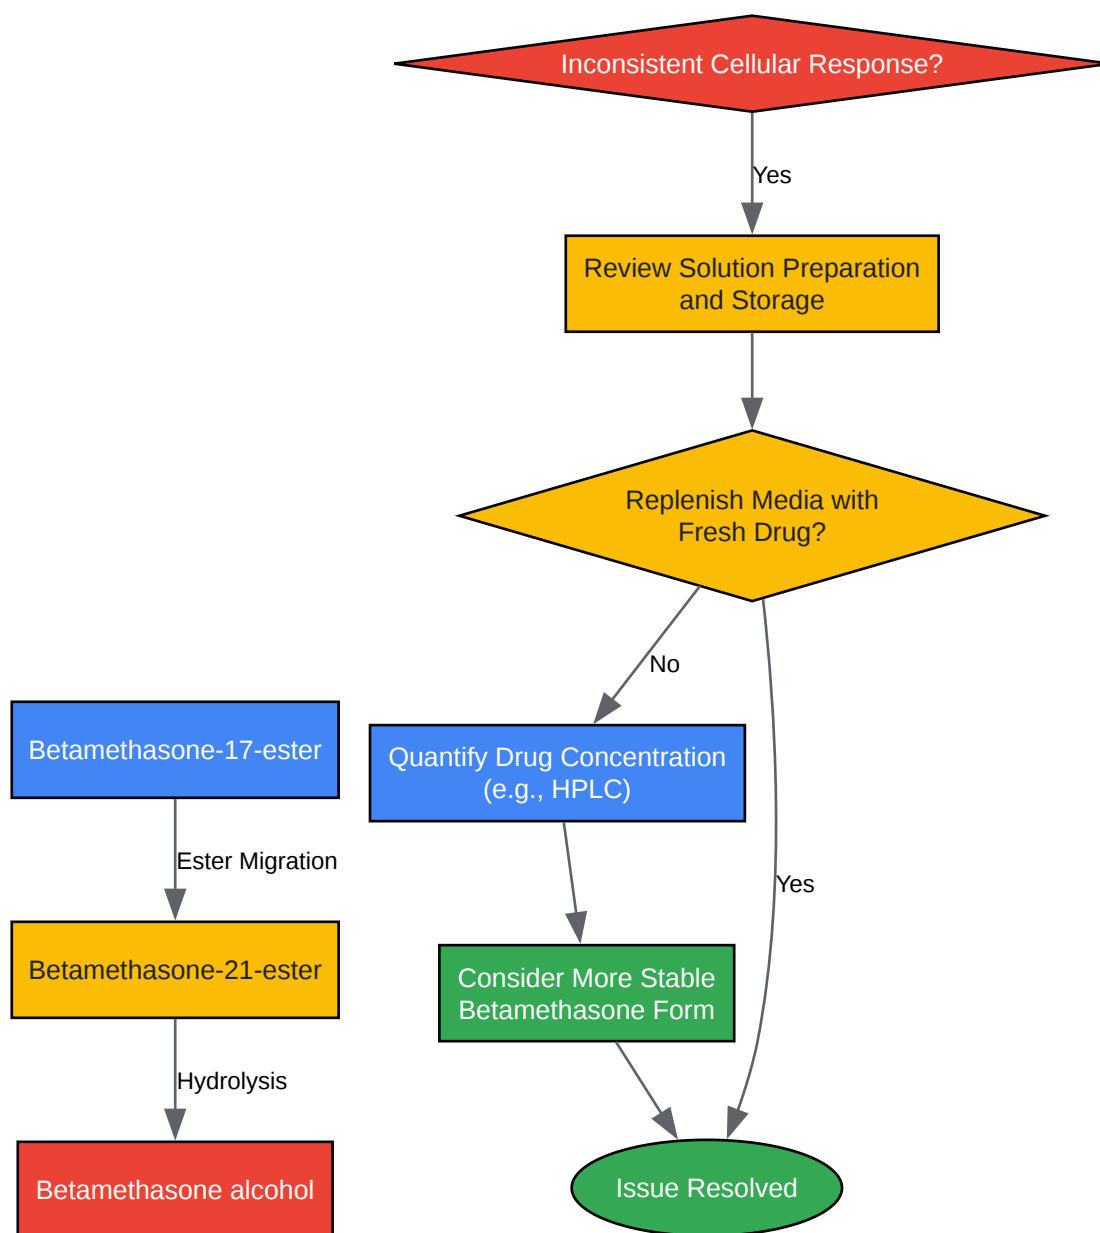 Inconsistent Cellular Response?
Yes
Review Solution Preparation
and Storage
Replenish Media with
Fresh Drug?
No
Yes
Quantify Drug Concentration
(e.g., HPLC)
Consider More Stable
Betamethasone Form
Issue Resolved
Betamethasone-17-ester
Ester Migration
Betamethasone-21-ester
Hydrolysis
Betamethasone alcohol